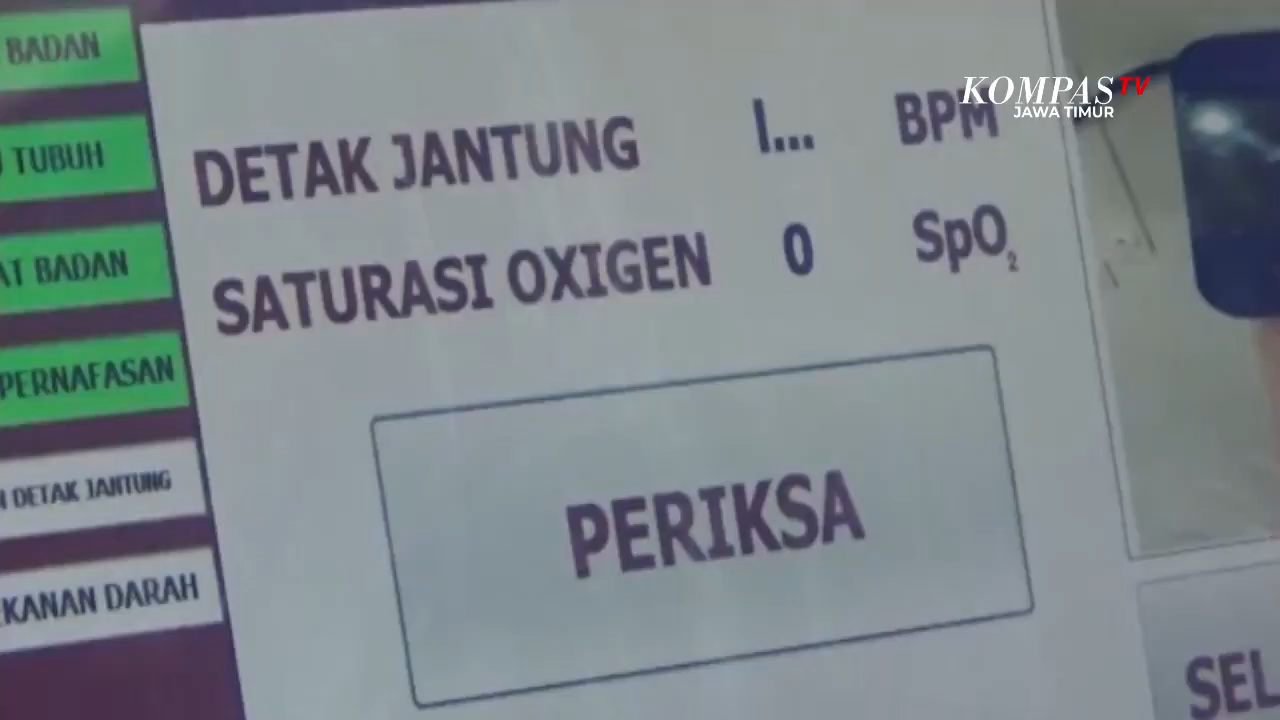 BADAN
TUBUH
AT BADAN
PERNAFASAN
DETAK JANTUNG
KANAN DARAH
DETAK JANTUNG I... BPM
SATURASI OXIGEN 0 SpO₂
PERIKSA
SEL
KOMPAS TV
JAWA TIMUR